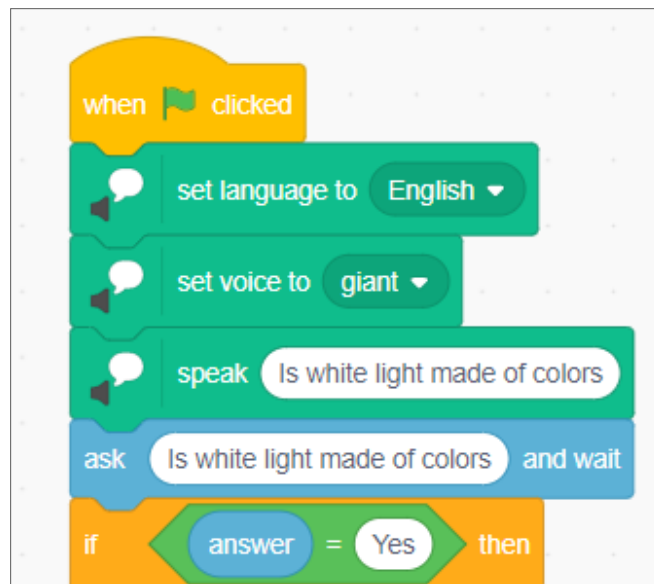 when clicked
set language to English
set voice to giant
speak Is white light made of colors
ask Is white light made of colors and wait
if answer = Yes then